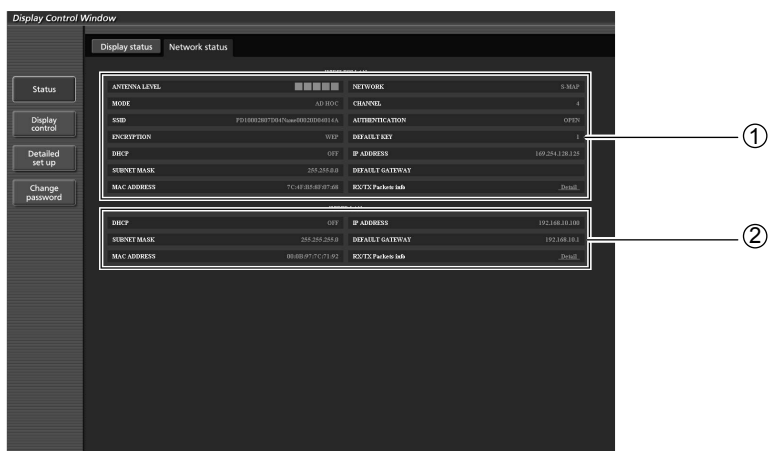 Display Control Window
Display status Network status
Status
Display
control
Detailed
set up
Change
password
ANTENNA LEVEL NETWORK S-MAP
MODE AD HOC CHANNEL 4
SSID AUTHENTICATION OPEN
ENCRYPTION WEP DEFAULT KEY 1
DHCP OFF IP ADDRESS 169.254.128.125
SUBNET MASK 255.255.0.0 DEFAULT GATEWAY
MAC ADDRESS RX/TX Packets info Detail
DHCP OFF IP ADDRESS 192.168.10.100
SUBNET MASK 255.255.255.0 DEFAULT GATEWAY 192.168.10.1
MAC ADDRESS RX/TX Packets info Detail
①
②